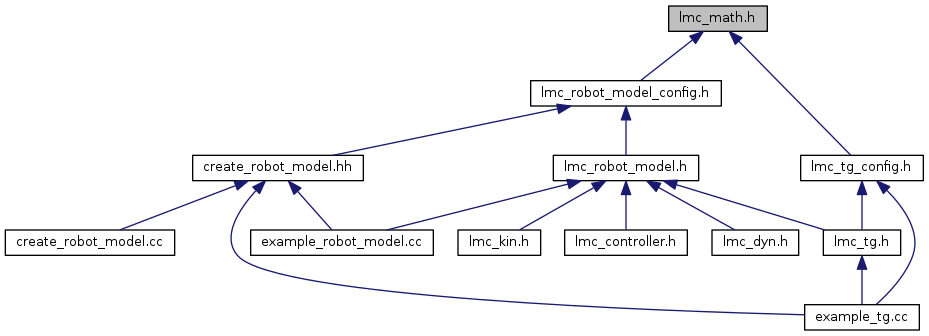 lmc_math.h
lmc_robot_model_config.h
create_robot_model.hh
lmc_robot_model.h
lmc_tg_config.h
create_robot_model.cc
example_robot_model.cc
lmc_kin.h
lmc_controller.h
lmc_dyn.h
lmc_tg.h
example_tg.cc